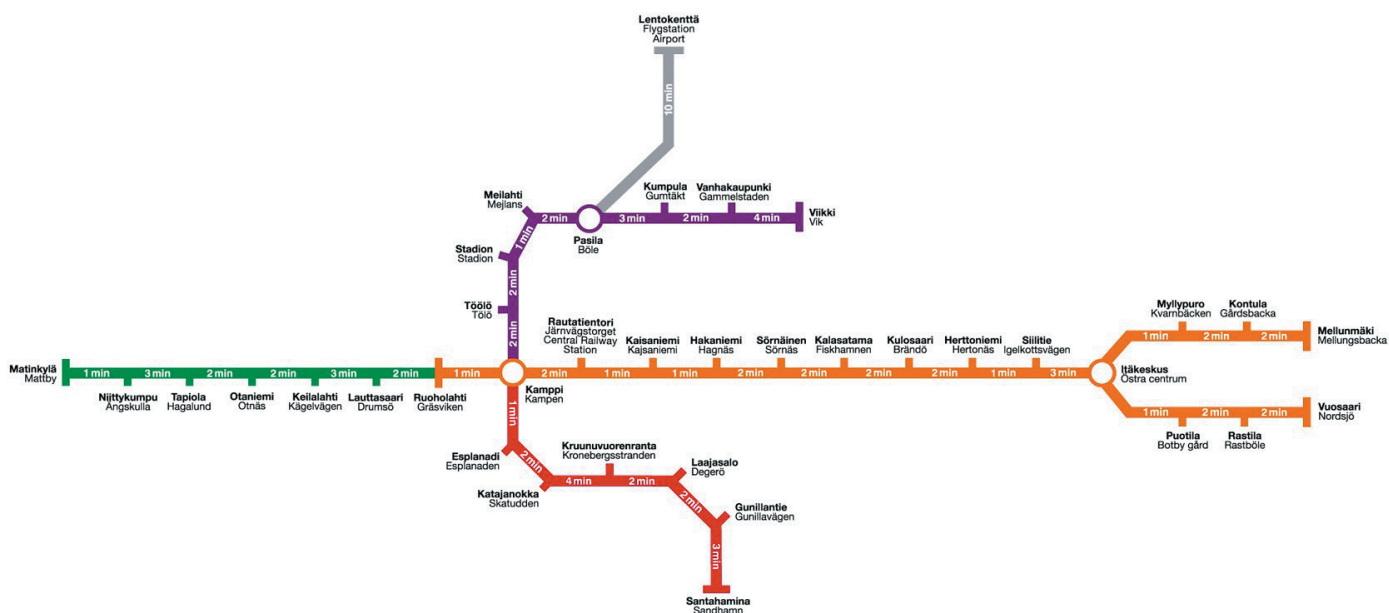 Lentokenttä
Flygstation
Airport
10 min
Meilahti
Mejlans
2 min
Pasila
Böle
3 min
Kumpula
Gumtäkt
2 min
Vanhakaupunki
Gammelstaden
4 min
Viikki
Vik
1 min
Stadion
Stadion
2 min
Töölö
Tölö
2 min
Matinkylä
Mattby
1 min
Niittykumpu
Ängskulla
3 min
Tapiola
Hagalund
2 min
Otaniemi
Otnäs
2 min
Keilalahti
Kägelvägen
3 min
Lauttasaari
Drumsö
2 min
Ruoholahti
Gräsviken
1 min
Kamppi
Kampen
2 min
Rautatientori
Järnvägstorget
Central Railway
Station
1 min
Kaisaniemi
Kajsaniemi
1 min
Hakaniemi
Hagnäs
2 min
Sörnäinen
Sörnäs
2 min
Kalasatama
Fiskhamnen
2 min
Kulosaari
Brändö
2 min
Herttoniemi
Hertonäs
1 min
Siilitie
Igelkottsvägen
3 min
Itäkeskus
Östra centrum
1 min
Myllypuro
Kvarnbäcken
2 min
Kontula
Gårdsbacka
2 min
Mellunmäki
Mellungsbacka
1 min
Puotila
Botby gård
2 min
Rastila
Rastböle
2 min
Vuosaari
Nordsjö
1 min
Esplanadi
Esplanaden
2 min
Katajanokka
Skatudden
4 min
Kruunuvuorenranta
Kronebergsstranden
2 min
Laajasalo
Degerö
2 min
Gunillantie
Gunillavägen
3 min
Santahamina
Sandhamn